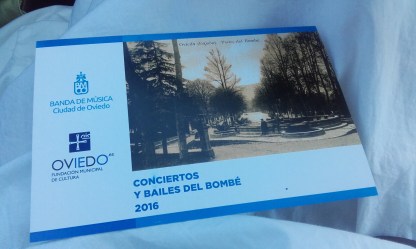 BANDA DE MÚSICA
Ciudad de Oviedo
OVIEDO
FUNDACIÓN MUNICIPAL
DE CULTURA
CONCIERTOS
Y BAILES DEL BOMBÉ
2016